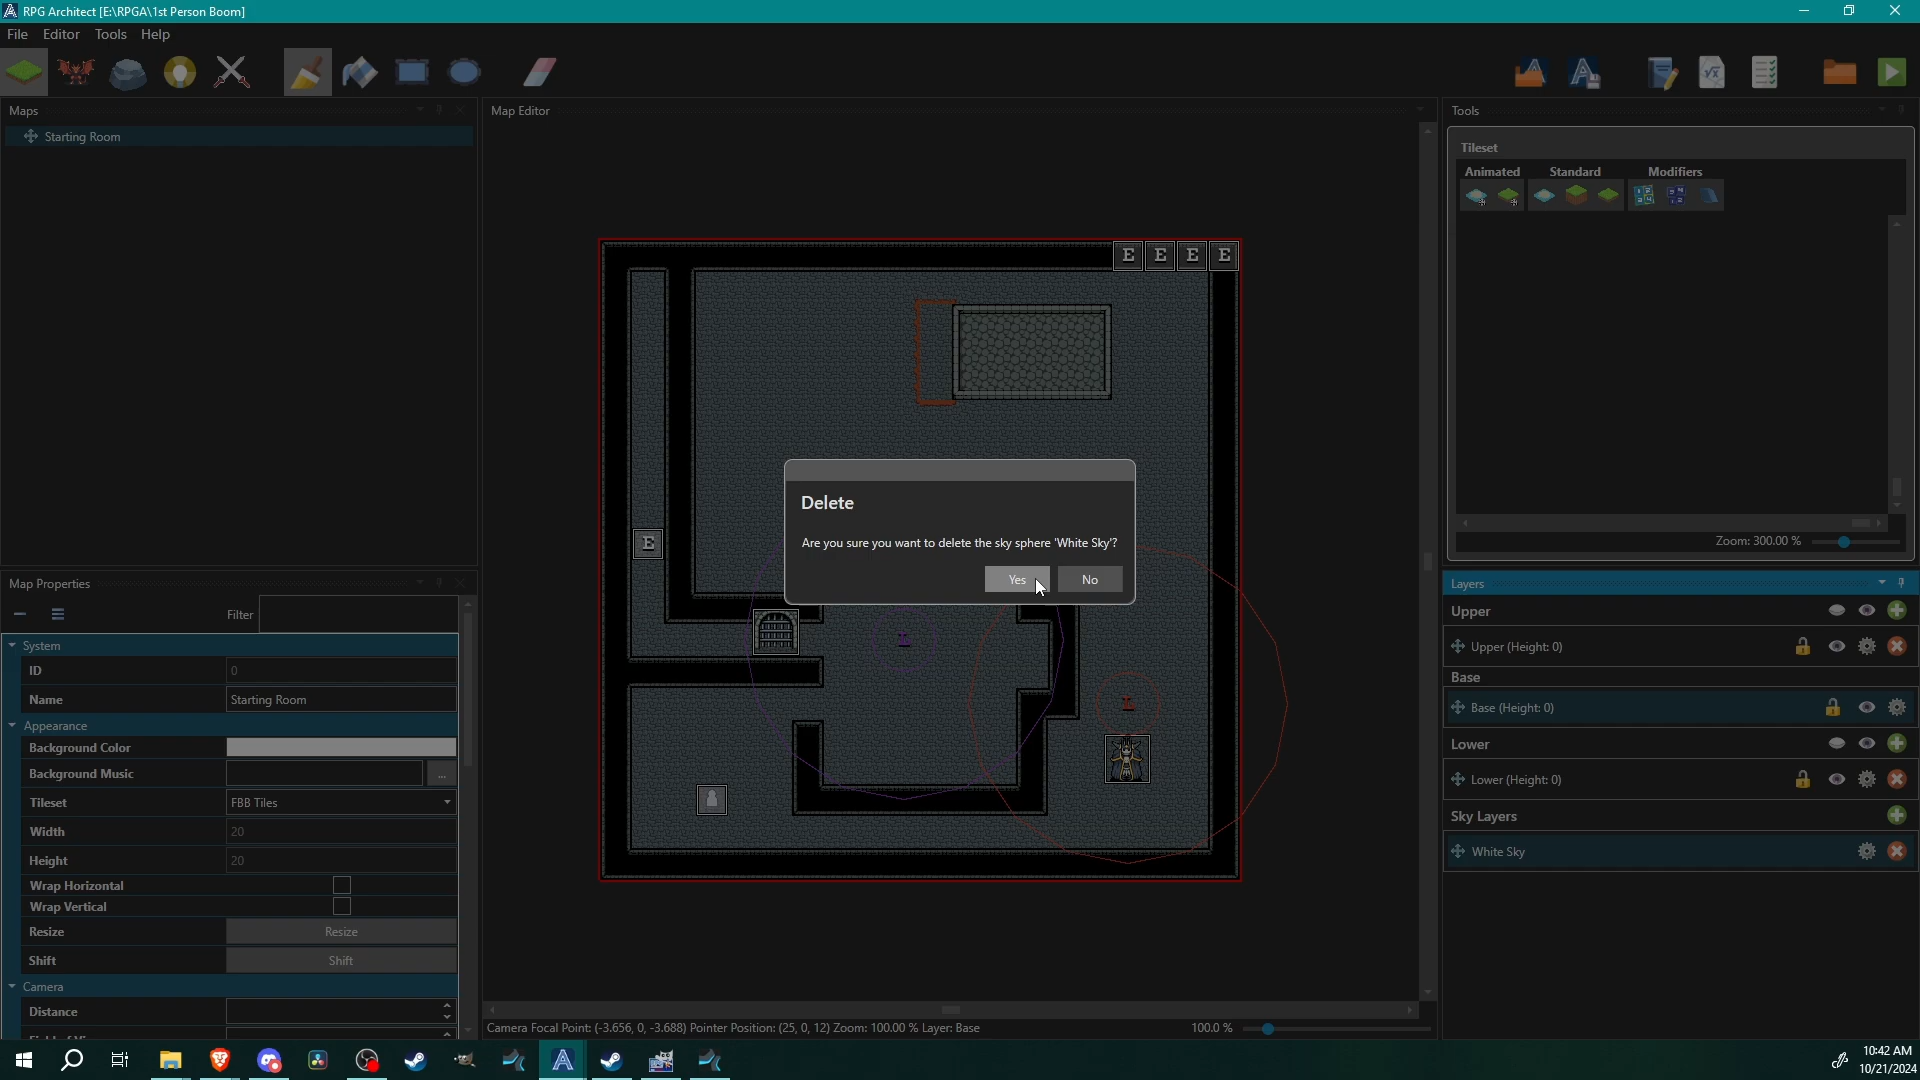 RPG Architect [E:\RPGA\1st Person Boom]
File Editor Tools Help
Maps
Starting Room
Map Editor
E E E E
E
Delete
Are you sure you want to delete the sky sphere 'White Sky'?
Yes No
Tools
Tileset
Animated Standard Modifiers
Zoom: 300.00 %
Layers
Upper
Upper (Height: 0)
Base
Base (Height: 0)
Lower
Lower (Height: 0)
Sky Layers
White Sky
Map Properties
Filter
System
ID 0
Name Starting Room
Appearance
Background Color
Background Music ...
Tileset FBB Tiles
Width 20
Height 20
Wrap Horizontal
Wrap Vertical
Resize Resize
Shift Shift
Camera
Distance
Camera Focal Point: (-3.656, 0, -3.688) Pointer Position: (25, 0, 12) Zoom: 100.00 % Layer: Base
100.0 %
10:42 AM
10/21/2024